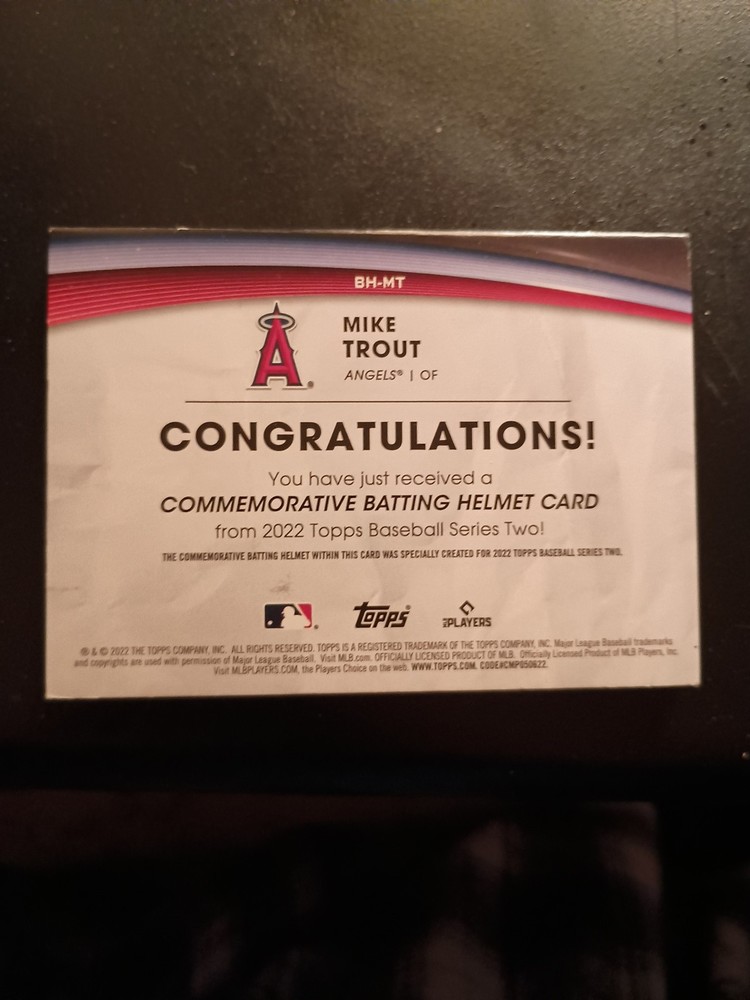 BH-MT
A
MIKE
TROUT
ANGELS® | OF
CONGRATULATIONS!
You have just received a
COMMEMORATIVE BATTING HELMET CARD
from 2022 Topps Baseball Series Two!
THE COMMEMORATIVE BATTING HELMET WITHIN THIS CARD WAS SPECIALLY CREATED FOR 2022 TOPPS BASEBALL SERIES TWO.
topps® PLAYERS
® & © 2022 THE TOPPS COMPANY, INC. ALL RIGHTS RESERVED. TOPPS IS A REGISTERED TRADEMARK OF THE TOPPS COMPANY, INC. Major League Baseball trademarks
and copyrights are used with permission of Major League Baseball. Visit MLB.com. OFFICIALLY LICENSED PRODUCT OF MLB. Officially Licensed Product of MLB Players, Inc.
Visit MLBPLAYERS.COM, the Players Choice on the web. WWW.TOPPS.COM. CODE#CMP050622.